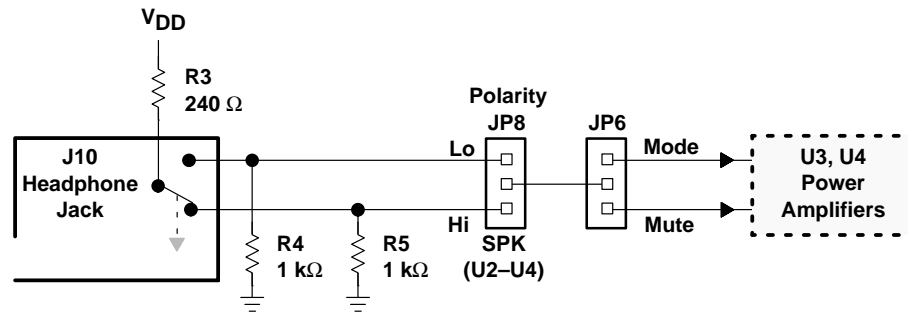 V_DD
R3
240 Ω
J10
Headphone
Jack
R4
1 kΩ
R5
1 kΩ
Lo
Hi
Polarity
JP8
SPK
(U2–U4)
JP6
Mode
Mute
U3, U4
Power
Amplifiers